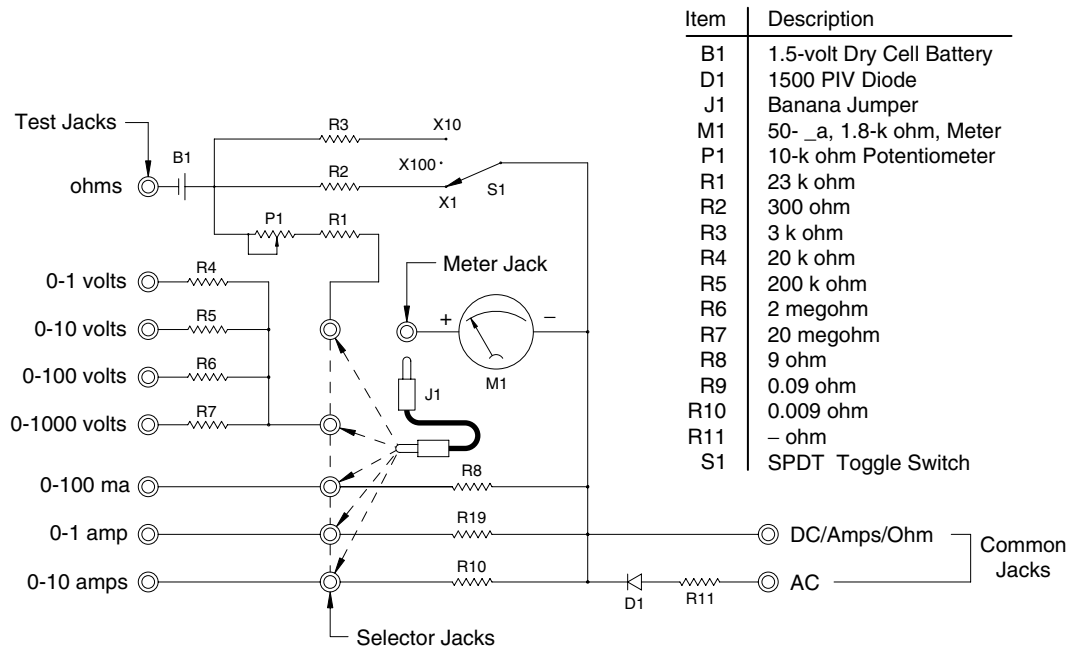 Item Description
B1 1.5-volt Dry Cell Battery
D1 1500 PIV Diode
J1 Banana Jumper
M1 50- _a, 1.8-k ohm, Meter
P1 10-k ohm Potentiometer
R1 23 k ohm
R2 300 ohm
R3 3 k ohm
R4 20 k ohm
R5 200 k ohm
R6 2 megohm
R7 20 megohm
R8 9 ohm
R9 0.09 ohm
R10 0.009 ohm
R11 – ohm
S1 SPDT Toggle Switch
Test Jacks
R3
X10
B1
X100
ohms
R2
S1
X1
P1
R1
Meter Jack
0-1 volts
R4
0-10 volts
R5
+
–
0-100 volts
R6
M1
J1
0-1000 volts
R7
0-100 ma
R8
0-1 amp
R19
DC/Amps/Ohm
Common
Jacks
0-10 amps
R10
D1
R11
AC
Selector Jacks